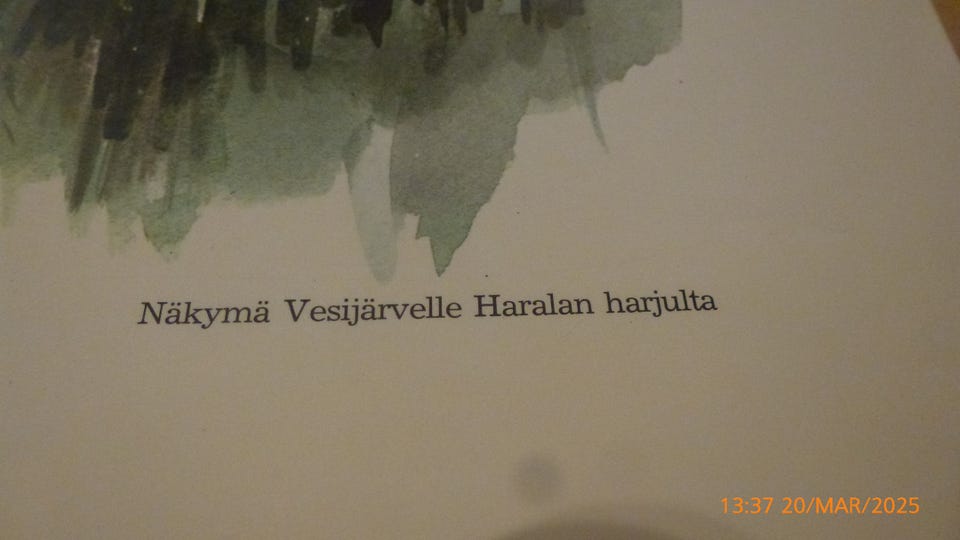 Näkymä Vesijärvelle Haralan harjulta
13:37 20/MAR/2025